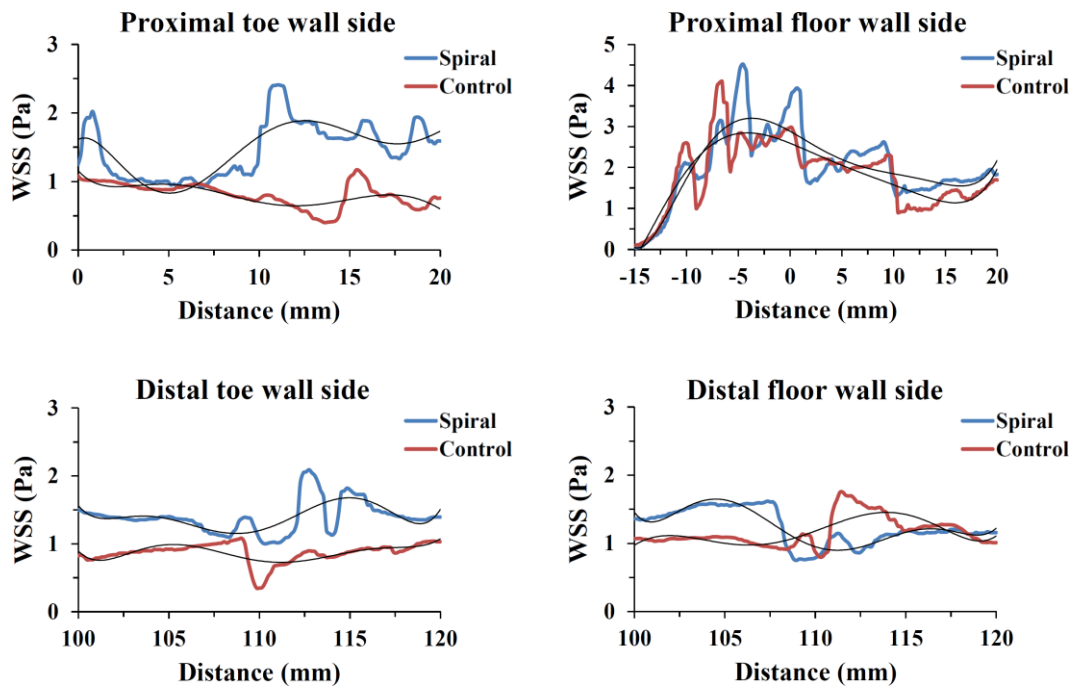 Proximal toe wall side
3
2
1
0
WSS (Pa)
Spiral
Control
0
5
10
15
20
Distance (mm)
Proximal floor wall side
5
4
3
2
1
0
WSS (Pa)
Spiral
Control
-15
-10
-5
0
5
10
15
20
Distance (mm)
Distal toe wall side
3
2
1
0
WSS (Pa)
Spiral
Control
100
105
110
115
120
Distance (mm)
Distal floor wall side
3
2
1
0
WSS (Pa)
Spiral
Control
100
105
110
115
120
Distance (mm)